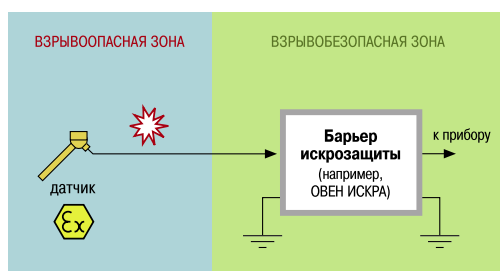 ВЗРЫВООПАСНАЯ ЗОНА
ВЗРЫВОБЕЗОПАСНАЯ ЗОНА
Барьер
искрозащиты
(например,
ОВЕН ИСКРА)
к прибору
датчик
Ex